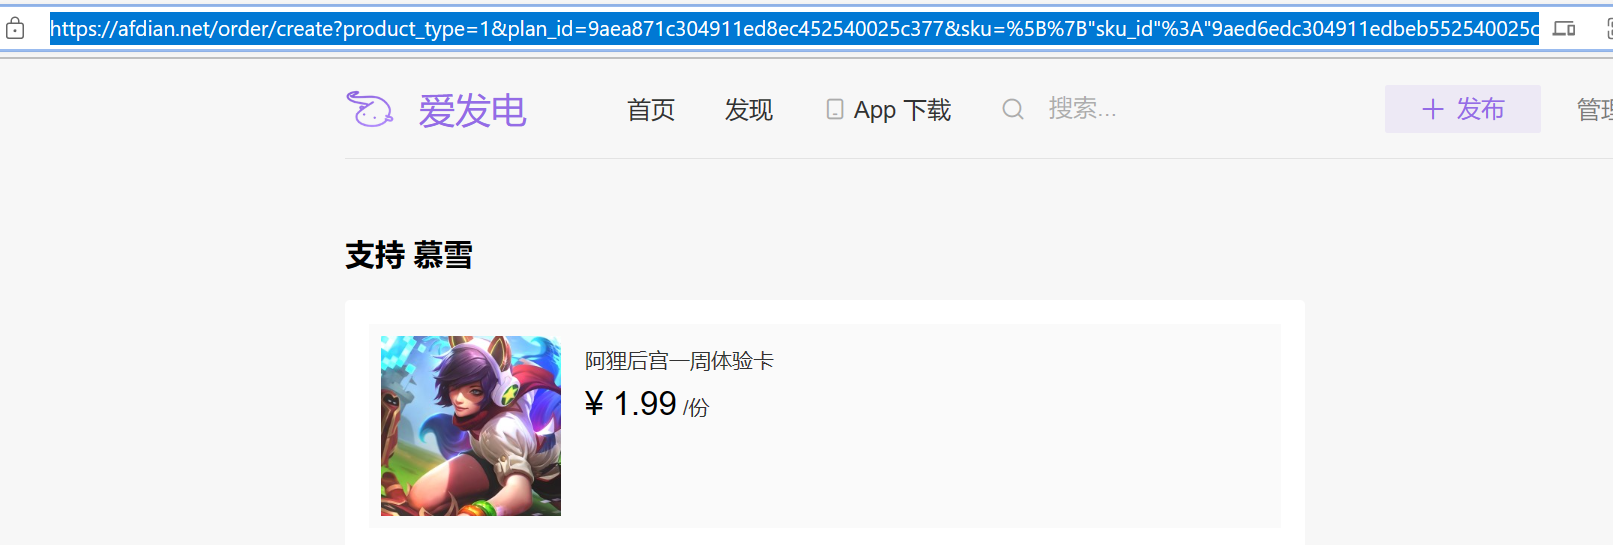 https://afdian.net/order/create?product_type=1&plan_id=9aea871c304911ed8ec452540025c377&sku=%5B%7B"sku_id"%3A"9aed6edc304911edbeb552540025c
爱发电 首页 发现 App 下载 搜索... + 发布 管理
支持 慕雪
阿狸后宫一周体验卡
¥ 1.99 /份